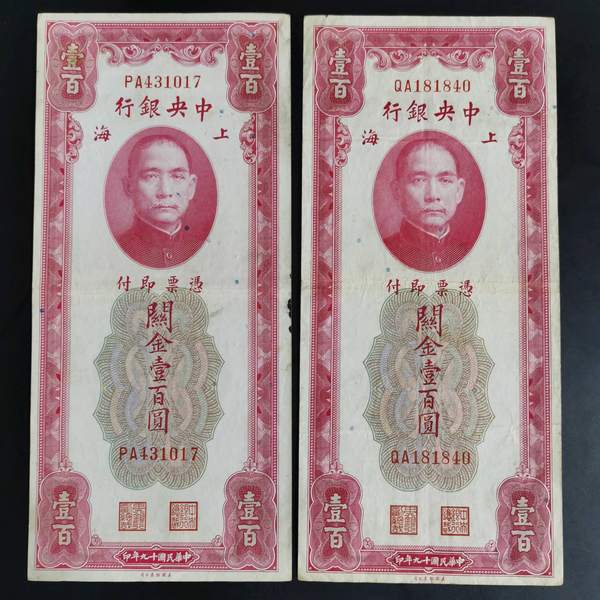 壹百
壹百
PA431017
中央銀行
上海
憑票即付
關金壹百圓
PA431017
壹百
壹百
中華民國十九年印
壹百
壹百
QA181840
中央銀行
上海
憑票即付
關金壹百圓
QA181840
壹百
壹百
中華民國十九年印